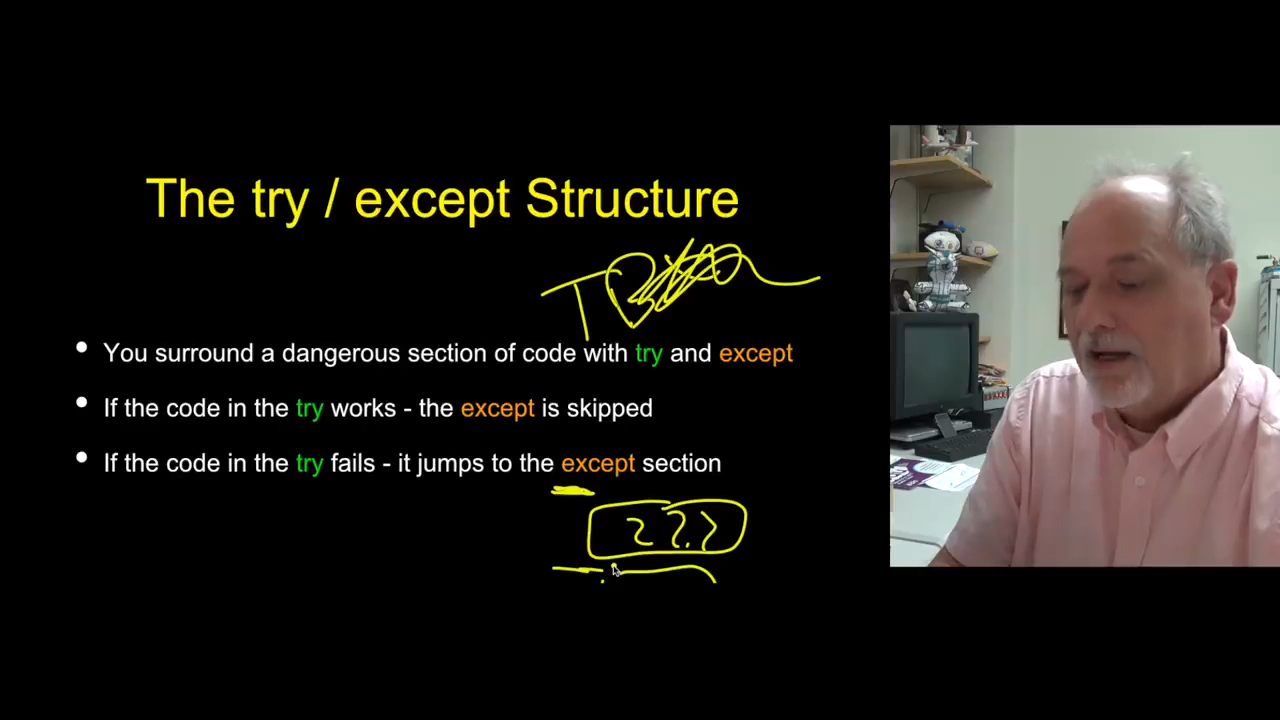 The try / except Structure
• You surround a dangerous section of code with try and except
• If the code in the try works - the except is skipped
• If the code in the try fails - it jumps to the except section